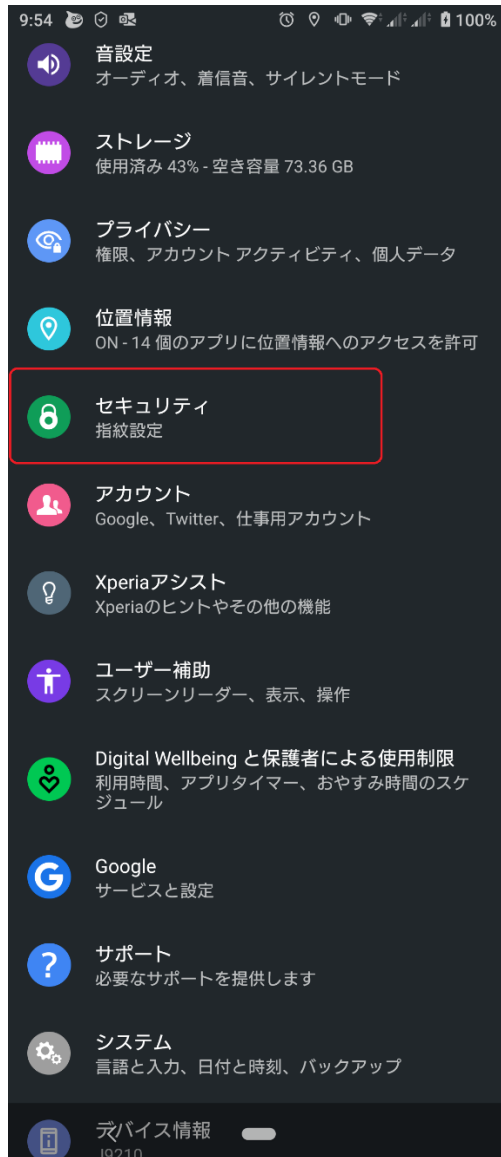 9:54 100%
音設定
オーディオ、着信音、サイレントモード
ストレージ
使用済み 43% - 空き容量 73.36 GB
プライバシー
権限、アカウント アクティビティ、個人データ
位置情報
ON - 14 個のアプリに位置情報へのアクセスを許可
セキュリティ
指紋設定
アカウント
Google、Twitter、仕事用アカウント
Xperiaアシスト
Xperiaのヒントやその他の機能
ユーザー補助
スクリーンリーダー、表示、操作
Digital Wellbeing と保護者による使用制限
利用時間、アプリタイマー、おやすみ時間のスケ
ジュール
Google
サービスと設定
サポート
必要なサポートを提供します
システム
言語と入力、日付と時刻、バックアップ
デバイス情報
J9210